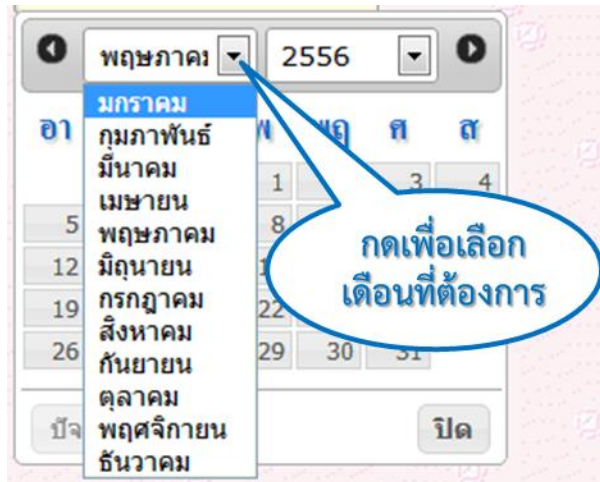 พฤษภาคม 2556
มกราคม
กุมภาพันธ์
มีนาคม
เมษายน
พฤษภาคม
มิถุนายน
กรกฎาคม
สิงหาคม
กันยายน
ตุลาคม
พฤศจิกายน
ธันวาคม
อา พ พฤ ศ ส
1 3 4
5 8
12
19 22
26 29 30 31
กดเพื่อเลือก
เดือนที่ต้องการ
ปิด